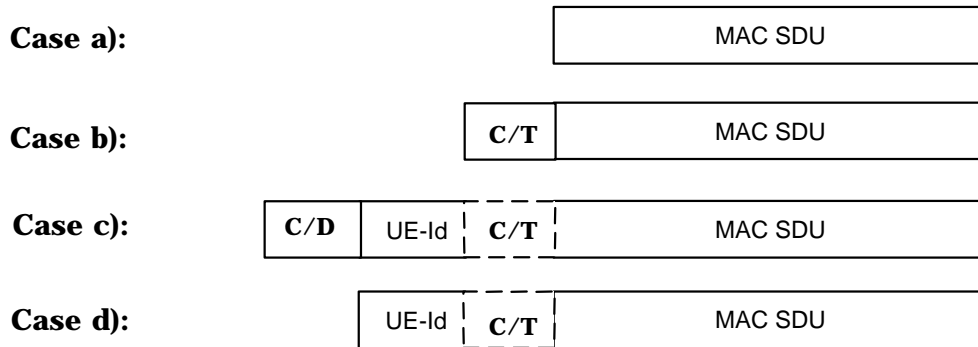 Case a): MAC SDU
Case b): C/T MAC SDU
Case c): C/D UE-Id C/T MAC SDU
Case d): UE-Id C/T MAC SDU